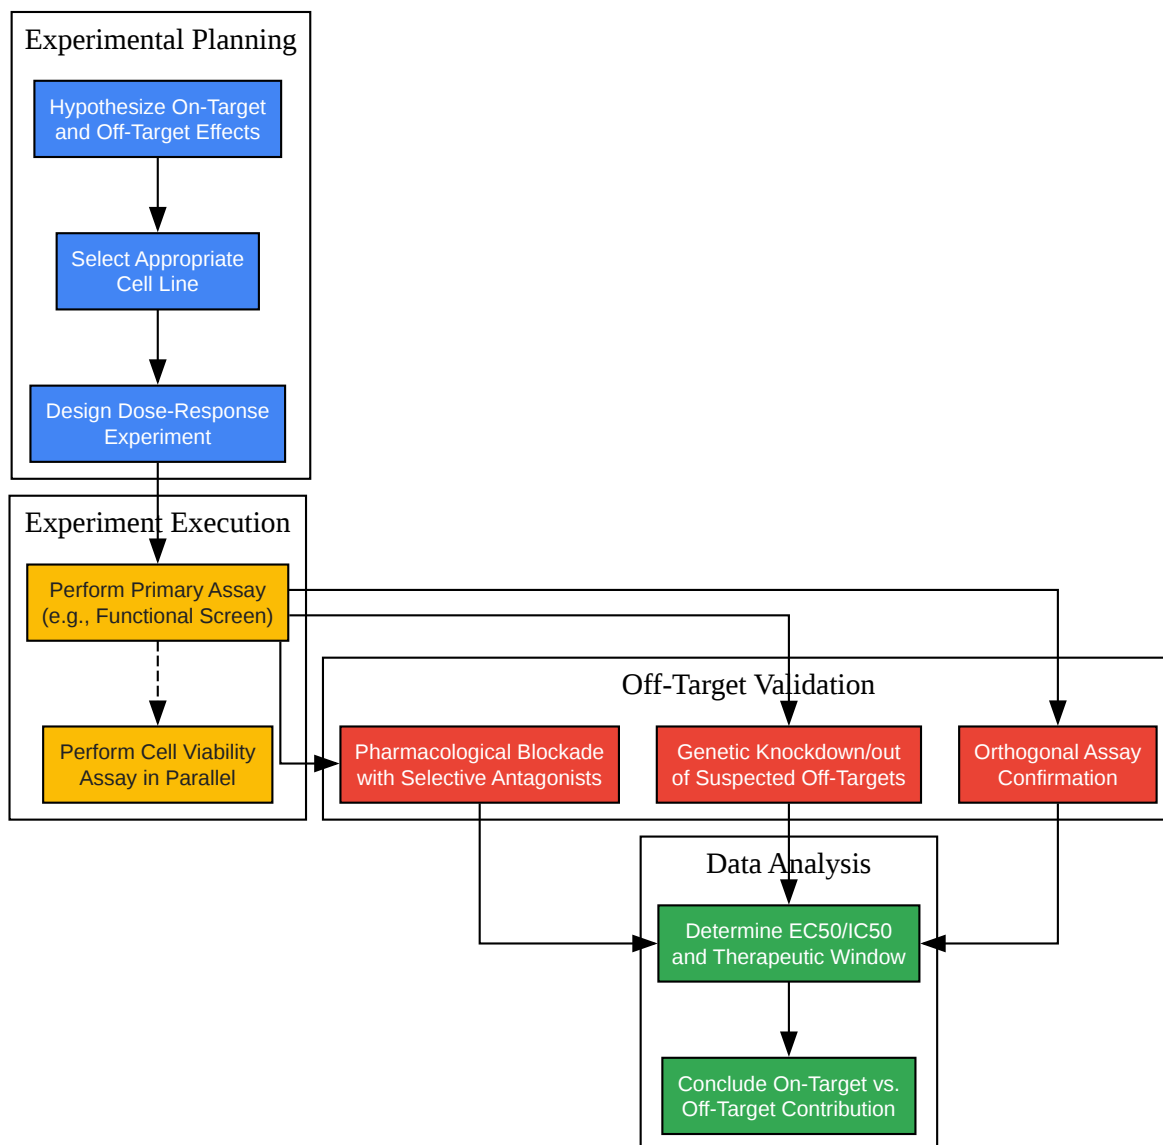 Experimental Planning
Hypothesize On-Target
and Off-Target Effects
Select Appropriate
Cell Line
Design Dose-Response
Experiment
Experiment Execution
Perform Primary Assay
(e.g., Functional Screen)
Perform Cell Viability
Assay in Parallel
Off-Target Validation
Pharmacological Blockade
with Selective Antagonists
Genetic Knockdown/out
of Suspected Off-Targets
Orthogonal Assay
Confirmation
Data Analysis
Determine EC50/IC50
and Therapeutic Window
Conclude On-Target vs.
Off-Target Contribution